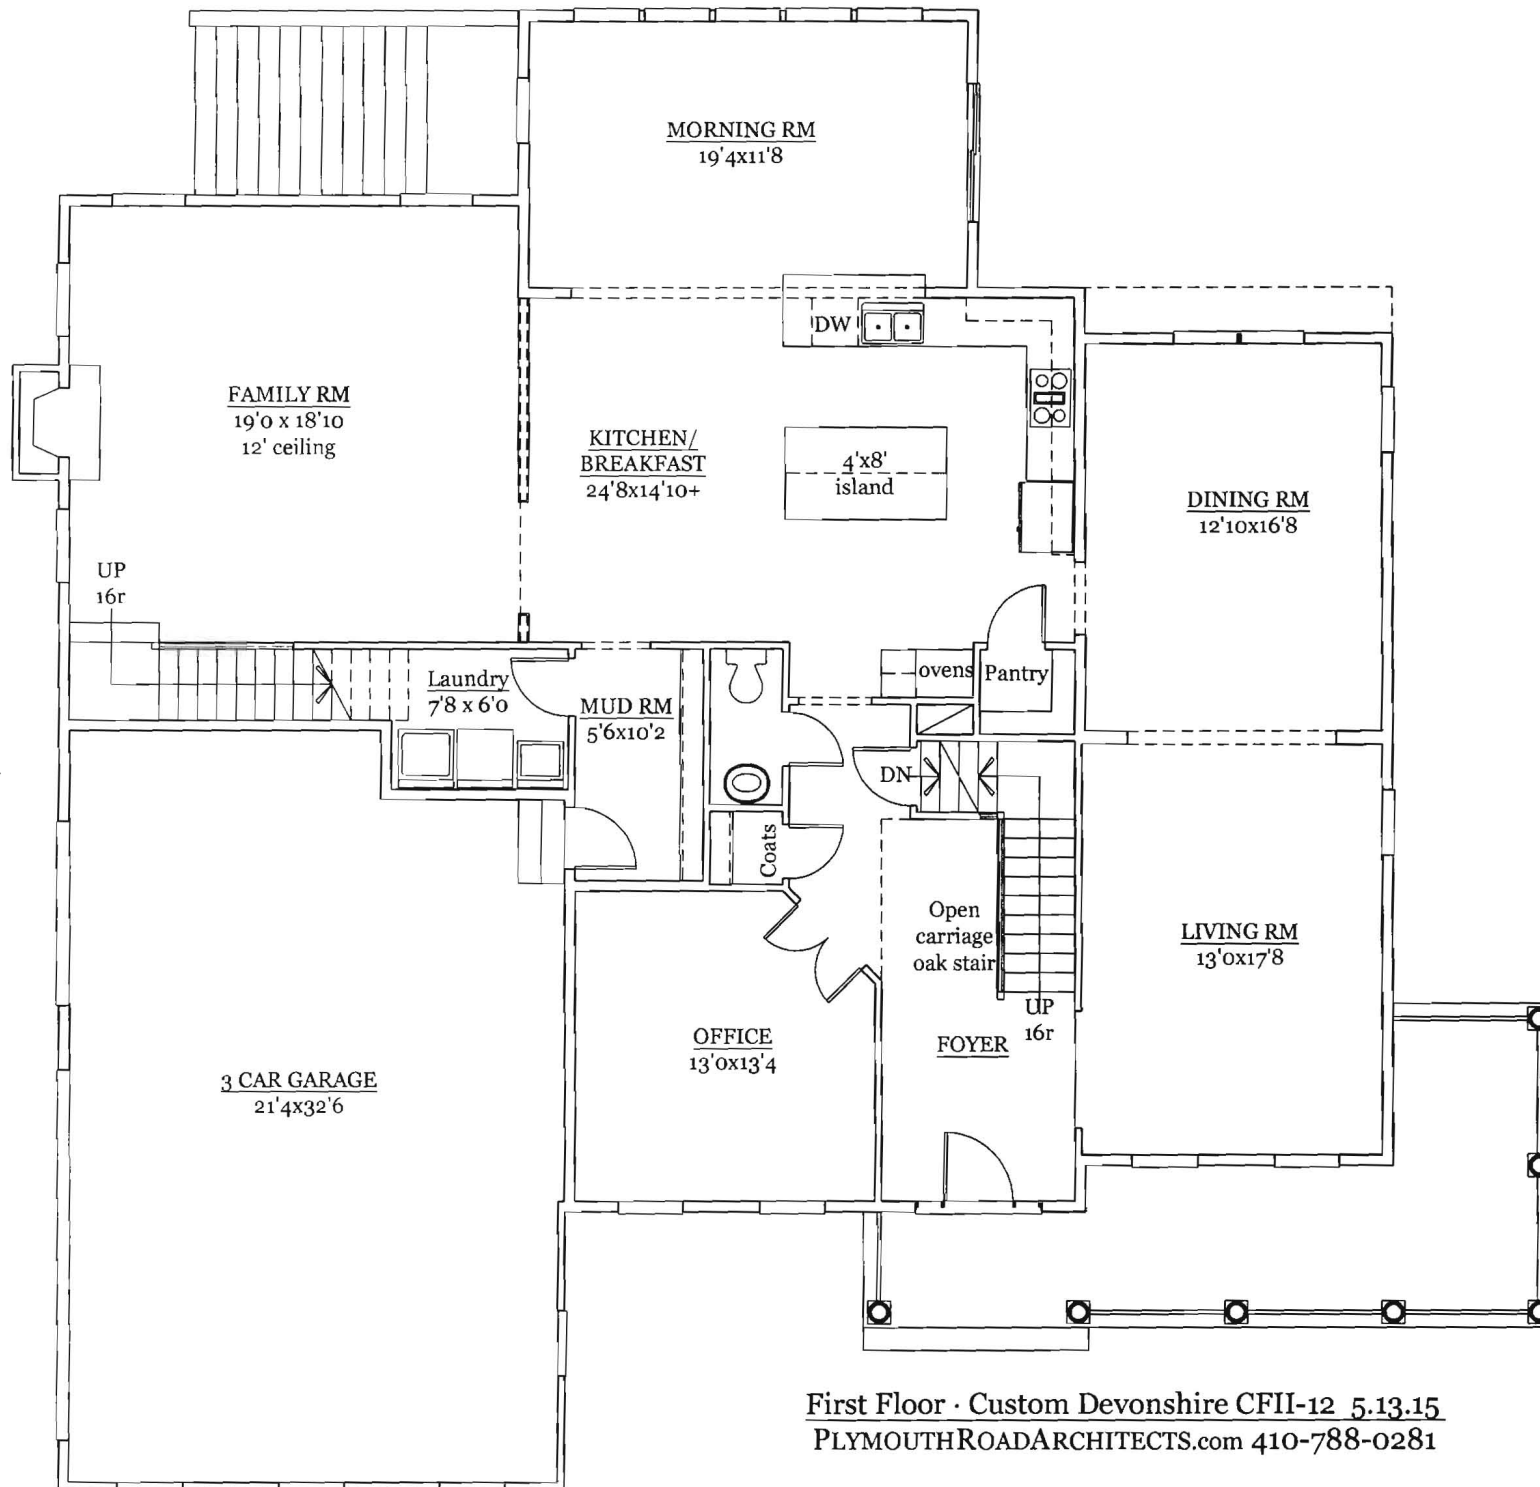 MORNING RM
19'4x11'8
DW
FAMILY RM
19'0 x 18'10
12' ceiling
KITCHEN/
BREAKFAST
24'8x14'10+
4'x8'
island
DINING RM
12'10x16'8
UP
16r
Laundry
7'8 x 6'0
MUD RM
5'6x10'2
ovens
Pantry
DN
Coats
Open
carriage
oak stair
LIVING RM
13'0x17'8
UP
16r
OFFICE
13'0x13'4
FOYER
3 CAR GARAGE
21'4x32'6
First Floor · Custom Devonshire CFII-12 5.13.15
PLYMOUTHROADARCHITECTS.com 410-788-0281